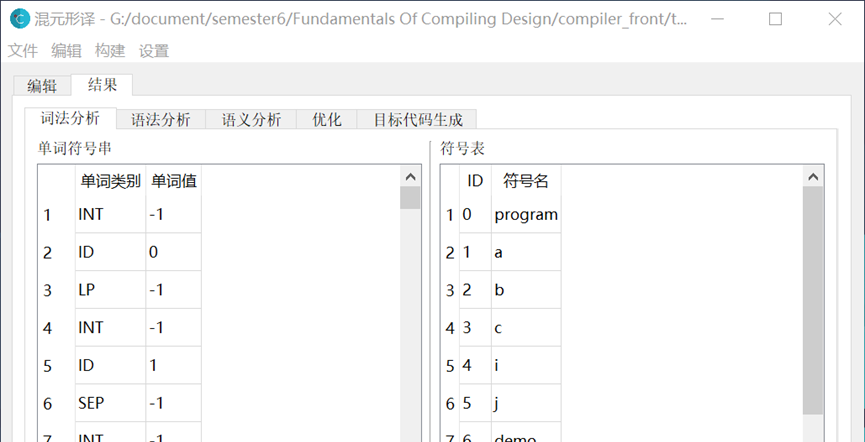 混元形译 - G:/document/semester6/Fundamentals Of Compiling Design/compiler_front/t...
文件 编辑 构建 设置
编辑 结果
词法分析 语法分析 语义分析 优化 目标代码生成
单词符号串 符号表
单词类别 单词值 ID 符号名
1 INT -1 1 0 program
2 ID 0 2 1 a
3 LP -1 3 2 b
4 INT -1 4 3 c
5 ID 1 5 4 i
6 SEP -1 6 5 j
7 INT -1 7 6 demo